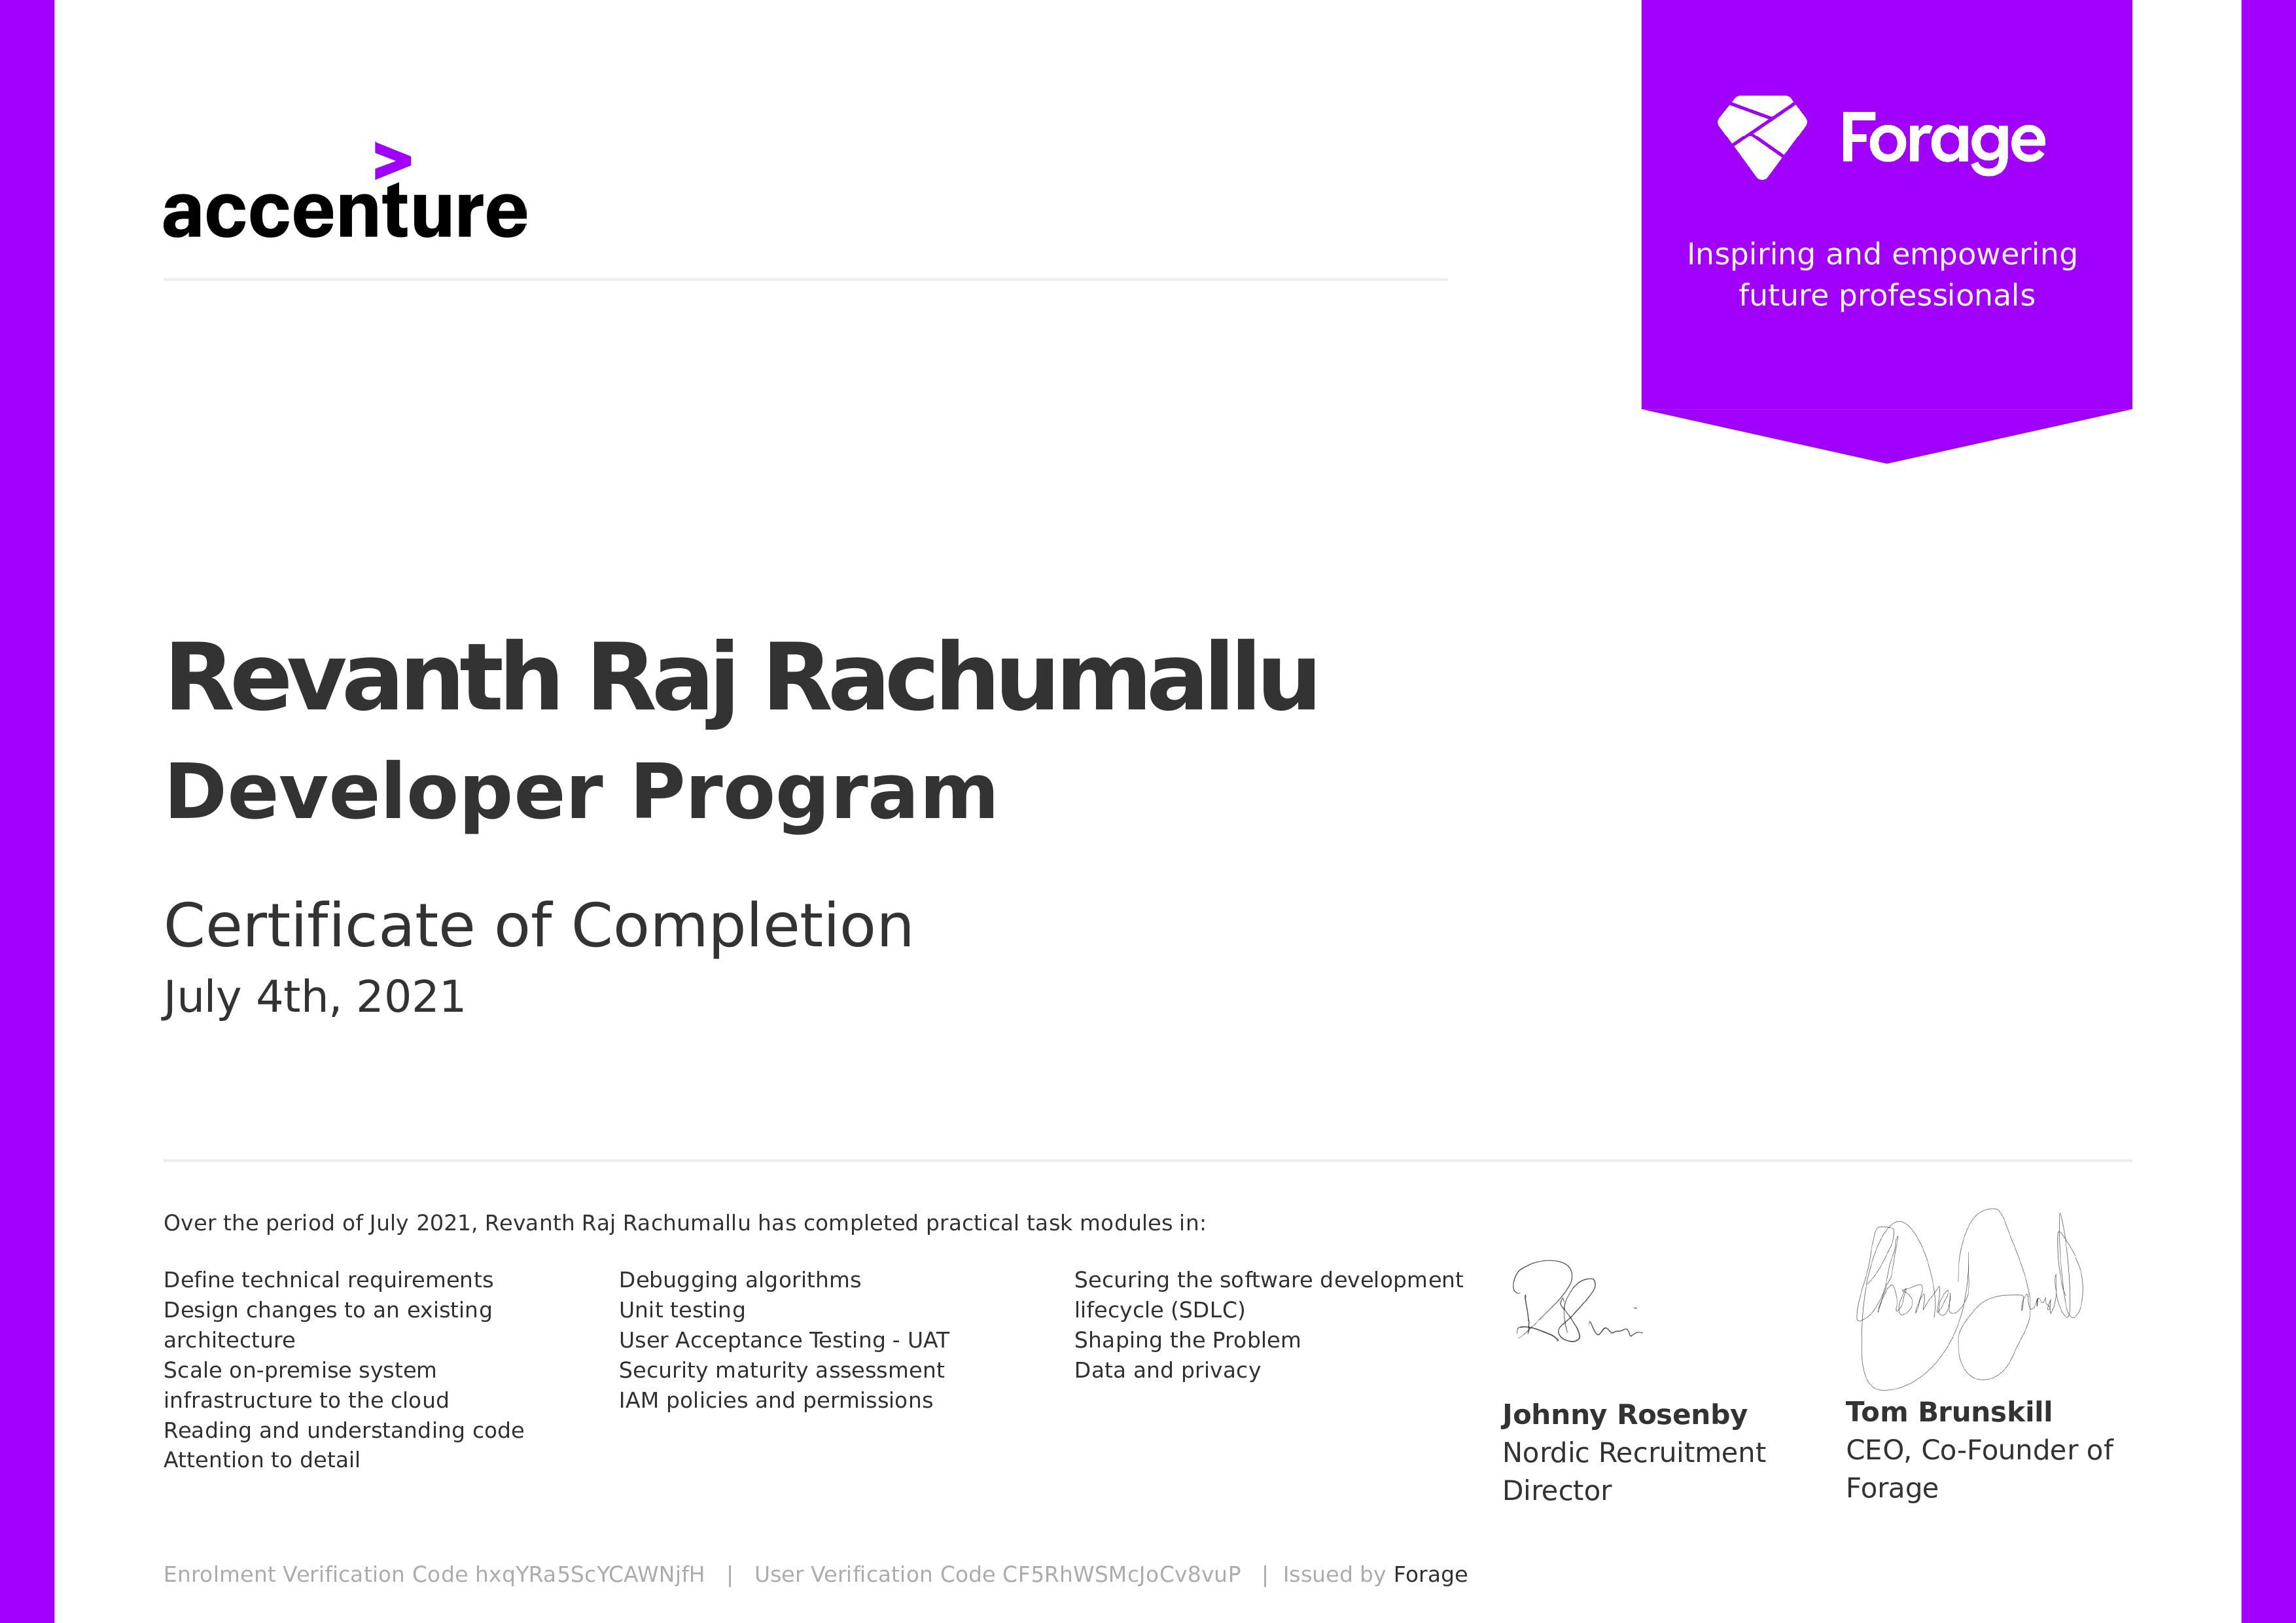 accenture
>
Forage
Inspiring and empowering
future professionals
Revanth Raj Rachumallu
Developer Program
Certificate of Completion
July 4th, 2021
Over the period of July 2021, Revanth Raj Rachumallu has completed practical task modules in:
Define technical requirements
Design changes to an existing
architecture
Scale on-premise system
infrastructure to the cloud
Reading and understanding code
Attention to detail
Debugging algorithms
Unit testing
User Acceptance Testing - UAT
Security maturity assessment
IAM policies and permissions
Securing the software development
lifecycle (SDLC)
Shaping the Problem
Data and privacy
Johnny Rosenby
Nordic Recruitment
Director
Tom Brunskill
CEO, Co-Founder of
Forage
Enrolment Verification Code hxqYRa5ScYCAWNjfH | User Verification Code CF5RhWSMcJoCv8vuP | Issued by Forage